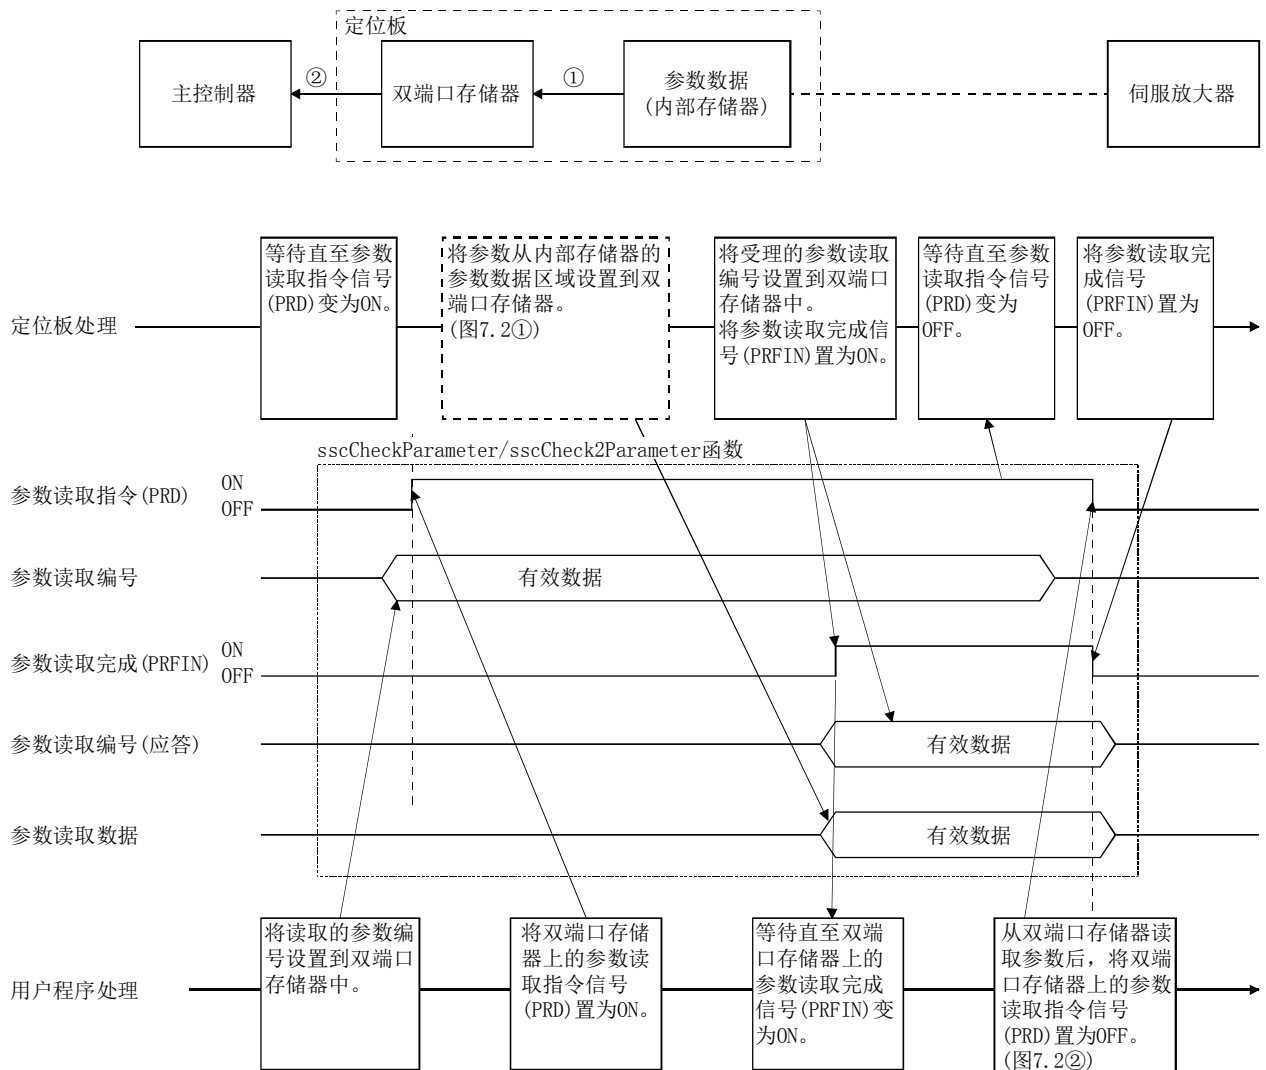 定位板
主控制器
②
双端口存储器
①
参数数据
(内部存储器)
伺服放大器
定位板处理
等待直至参数
读取指令信号
(PRD)变为ON。
将参数从内部存储器的
参数数据区域设置到双
端口存储器。
(图7.2①)
将受理的参数读取
编号设置到双端口
存储器中。
将参数读取完成信
号(PRFIN)置为ON。
等待直至参数
读取指令信号
(PRD)变为
OFF。
将参数读取完
成信号
(PRFIN)置为
OFF。
sscCheckParameter/sscCheck2Parameter函数
参数读取指令(PRD)
ON
OFF
参数读取编号
有效数据
参数读取完成(PRFIN)
ON
OFF
参数读取编号(应答)
有效数据
参数读取数据
有效数据
用户程序处理
将读取的参数编
号设置到双端口
存储器中。
将双端口存储
器上的参数读
取指令信号
(PRD)置为ON。
等待直至双端
口存储器上的
参数读取完成
信号(PRFIN)变
为ON。
从双端口存储器读
取参数后，将双端
口存储器上的参数
读取指令信号
(PRD)置为OFF。
(图7.2②)